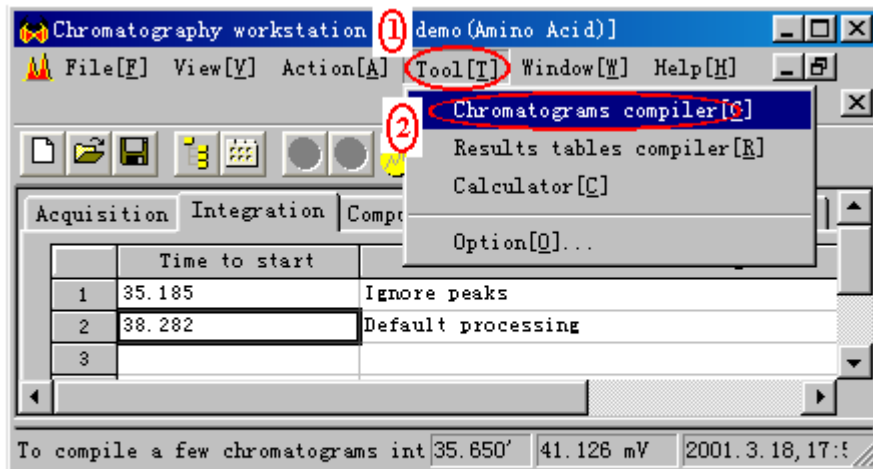 Chromatography workstation ① demo(Amino Acid)]
File[F] View[V] Action[A] Tool[T] Window[W] Help[H]
② Chromatograms compiler[G]
Results tables compiler[R]
Calculator[C]
Option[O]...
Acquisition Integration Compo
Time to start
1 35.185 Ignore peaks
2 38.282 Default processing
3
To compile a few chromatograms int 35.650' 41.126 mV 2001.3.18,17:5